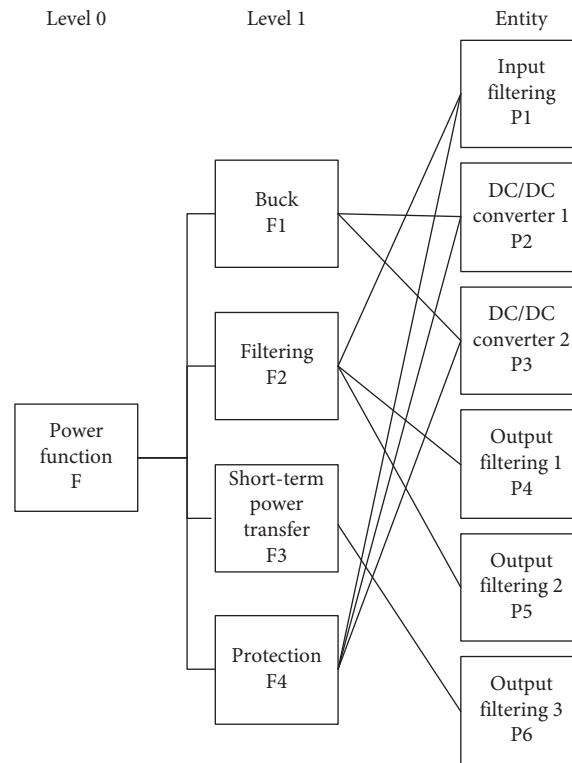 Level 0
Level 1
Entity
Input
filtering
P1
Buck
F1
DC/DC
converter 1
P2
DC/DC
converter 2
P3
Filtering
F2
Power
function
F
Output
filtering 1
P4
Short-term
power
transfer
F3
Output
filtering 2
P5
Protection
F4
Output
filtering 3
P6